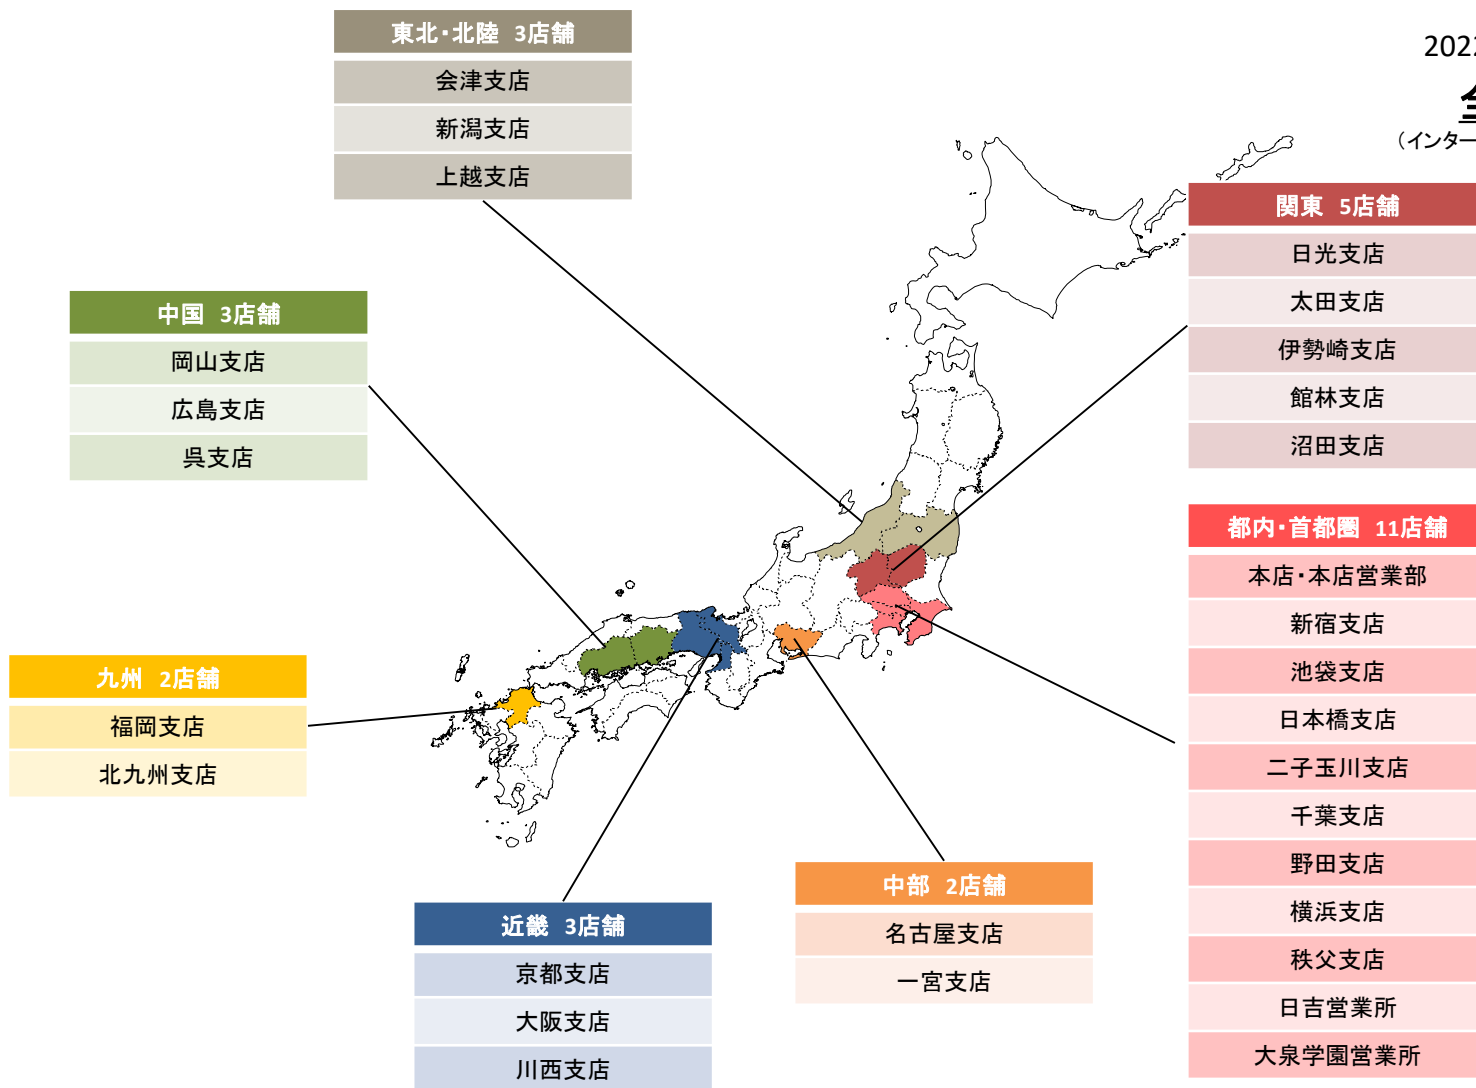 2022
全
（インター
東北・北陸 3店舗
会津支店
新潟支店
上越支店
関東 5店舗
日光支店
太田支店
伊勢崎支店
館林支店
沼田支店
中国 3店舗
岡山支店
広島支店
呉支店
都内・首都圏 11店舗
本店・本店営業部
新宿支店
池袋支店
日本橋支店
二子玉川支店
千葉支店
野田支店
横浜支店
秩父支店
日吉営業所
大泉学園営業所
九州 2店舗
福岡支店
北九州支店
中部 2店舗
名古屋支店
一宮支店
近畿 3店舗
京都支店
大阪支店
川西支店